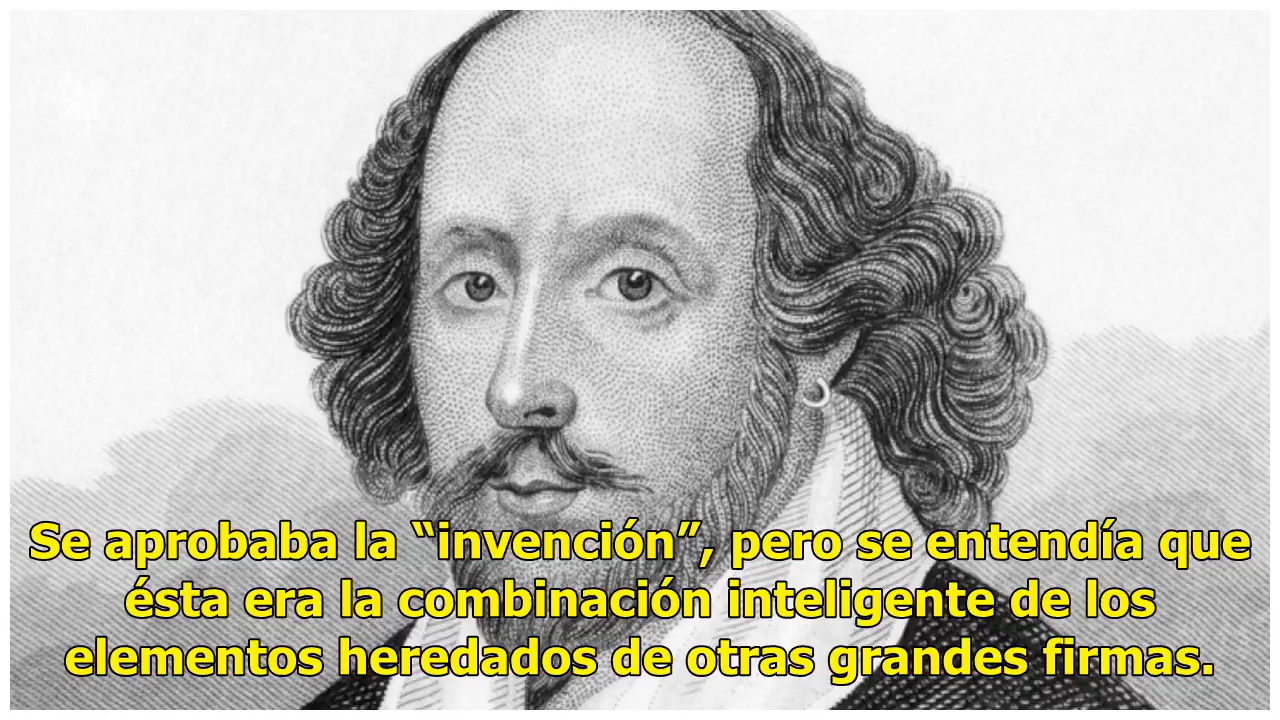 Se aprobaba la “invención”, pero se entendía que
ésta era la combinación inteligente de los
elementos heredados de otras grandes firmas.